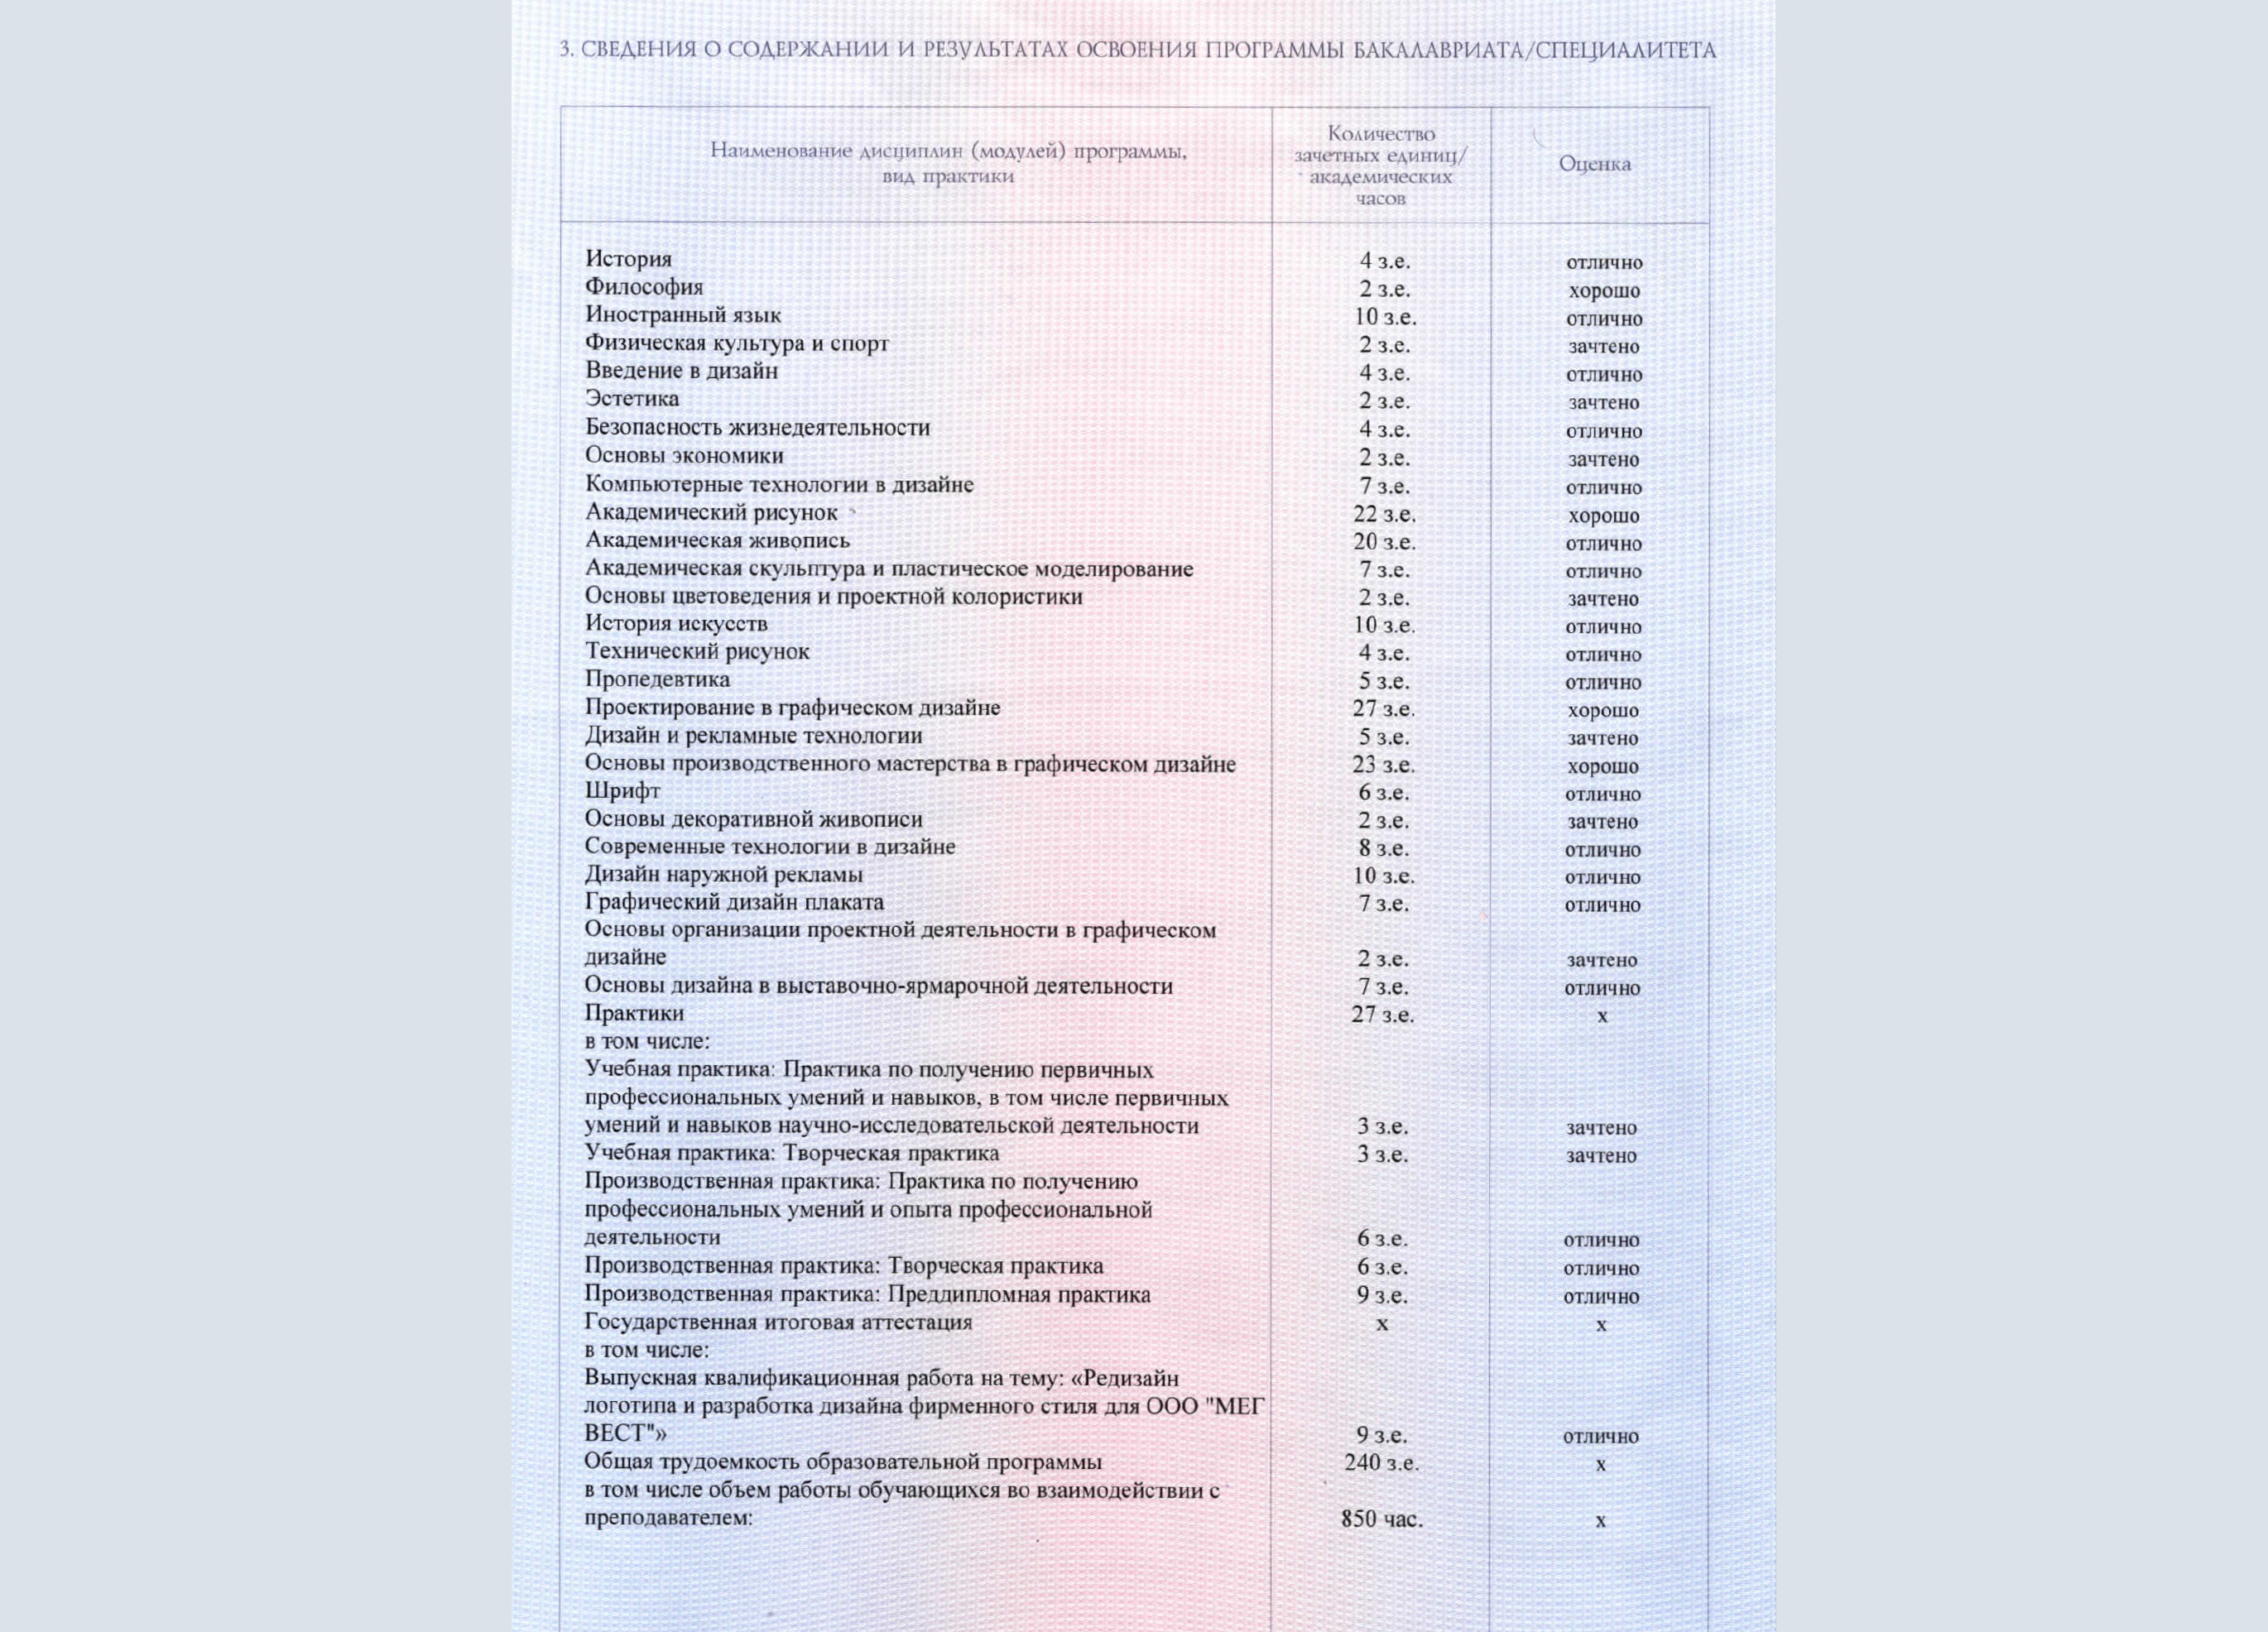 3. СВЕДЕНИЯ О СОДЕРЖАНИИ И РЕЗУЛЬТАТАХ ОСВОЕНИЯ ПРОГРАММЫ БАКАЛАВРИАТА/СПЕЦИАЛИТЕТА
Наименование дисциплин (модулей) программы,
вид практики
Количество
зачетных единиц/
академических
часов
Оценка
История 4 з.е. отлично
Философия 2 з.е. хорошо
Иностранный язык 10 з.е. отлично
Физическая культура и спорт 2 з.е. зачтено
Введение в дизайн 4 з.е. отлично
Эстетика 2 з.е. зачтено
Безопасность жизнедеятельности 4 з.е. отлично
Основы экономики 2 з.е. зачтено
Компьютерные технологии в дизайне 7 з.е. отлично
Академический рисунок 22 з.е. хорошо
Академическая живопись 20 з.е. отлично
Академическая скульптура и пластическое моделирование 7 з.е. отлично
Основы цветоведения и проектной колористики 2 з.е. зачтено
История искусств 10 з.е. отлично
Технический рисунок 4 з.е. отлично
Пропедевтика 5 з.е. отлично
Проектирование в графическом дизайне 27 з.е. хорошо
Дизайн и рекламные технологии 5 з.е. зачтено
Основы производственного мастерства в графическом дизайне 23 з.е. хорошо
Шрифт 6 з.е. отлично
Основы декоративной живописи 2 з.е. зачтено
Современные технологии в дизайне 8 з.е. отлично
Дизайн наружной рекламы 10 з.е. отлично
Графический дизайн плаката 7 з.е. отлично
Основы организации проектной деятельности в графическом
дизайне 2 з.е. зачтено
Основы дизайна в выставочно-ярмарочной деятельности 7 з.е. отлично
Практики 27 з.е. х
в том числе:
Учебная практика: Практика по получению первичных
профессиональных умений и навыков, в том числе первичных
умений и навыков научно-исследовательской деятельности 3 з.е. зачтено
Учебная практика: Творческая практика 3 з.е. зачтено
Производственная практика: Практика по получению
профессиональных умений и опыта профессиональной
деятельности 6 з.е. отлично
Производственная практика: Творческая практика 6 з.е. отлично
Производственная практика: Преддипломная практика 9 з.е. отлично
Государственная итоговая аттестация х х
в том числе:
Выпускная квалификационная работа на тему: «Редизайн
логотипа и разработка дизайна фирменного стиля для ООО "МЕГ
ВЕСТ"» 9 з.е. отлично
Общая трудоемкость образовательной программы 240 з.е. х
в том числе объем работы обучающихся во взаимодействии с
преподавателем: 850 час. х